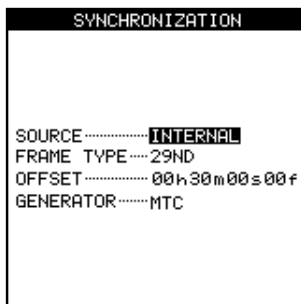 SYNCHRONIZATION
SOURCE ............... INTERNAL
FRAME TYPE .... 29ND
OFFSET ............... 00h30m00s00f
GENERATOR ....... MTC